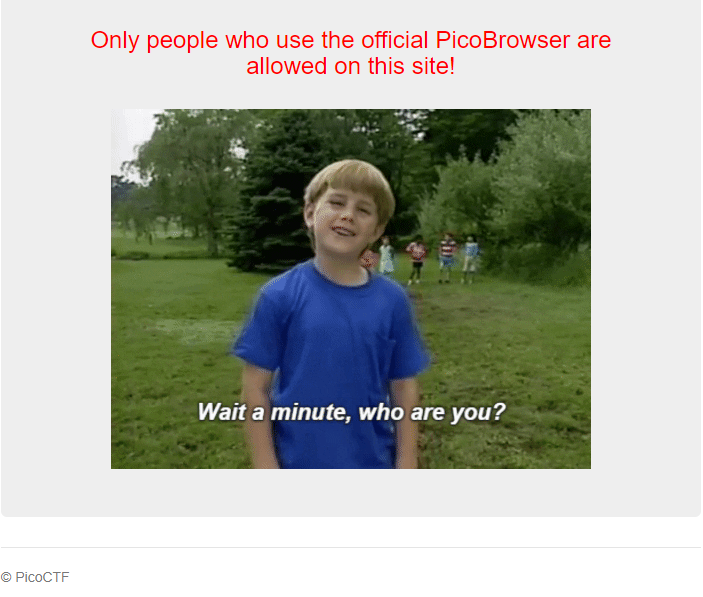 Only people who use the official PicoBrowser are
allowed on this site!
Wait a minute, who are you?
© PicoCTF